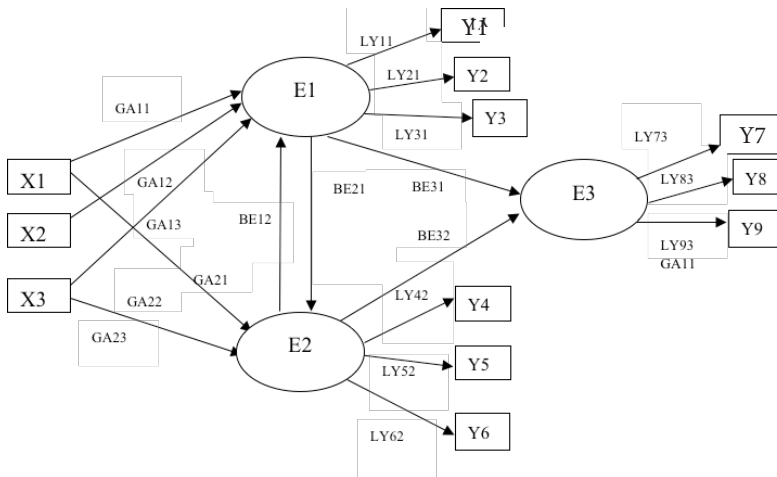 LY11
Y1
E1
LY21
Y2
GA11
LY31
Y3
LY73
Y7
X1
GA12
BE21
BE31
E3
LY83
Y8
X2
GA13
BE12
BE32
LY93
Y9
GA11
X3
GA21
GA22
LY42
Y4
GA23
E2
LY52
Y5
LY62
Y6